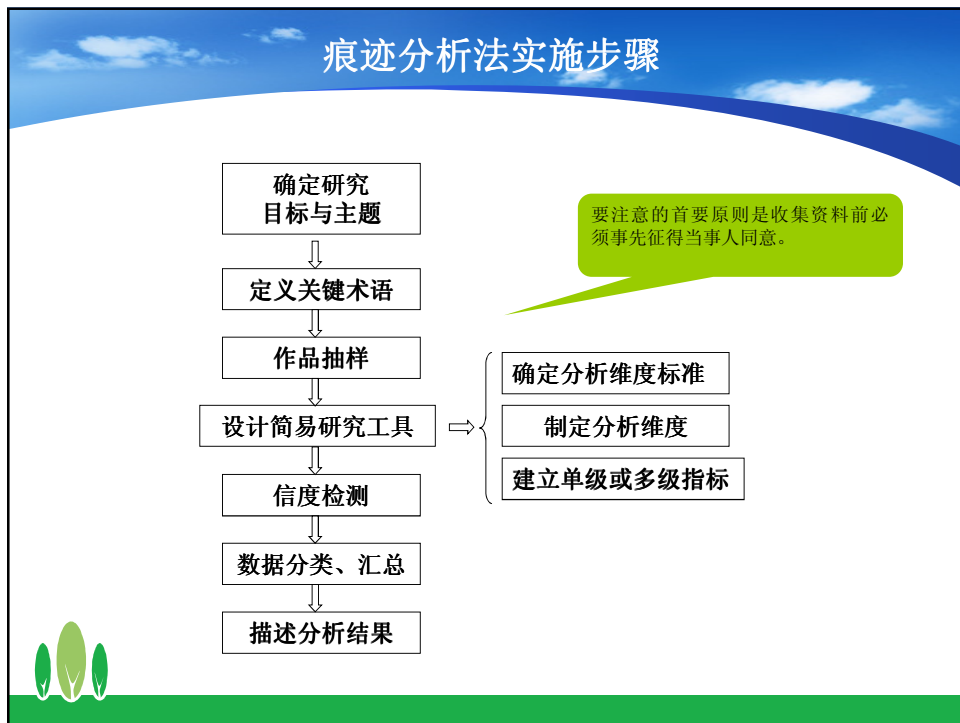 痕迹分析法实施步骤
确定研究
目标与主题
要注意的首要原则是收集资料前必
须事先征得当事人同意。
定义关键术语
作品抽样
设计简易研究工具
确定分析维度标准
制定分析维度
建立单级或多级指标
信度检测
数据分类、汇总
描述分析结果